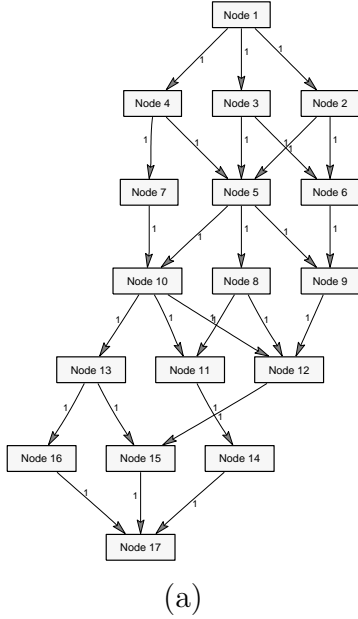 Node 1
1 1 1
Node 4 Node 3 Node 2
1 1 1 1 1 1
Node 7 Node 5 Node 6
1 1 1 1 1
Node 10 Node 8 Node 9
1 1 1 1 1 1
Node 13 Node 11 Node 12
1 1 1 1
Node 16 Node 15 Node 14
1 1 1
Node 17
(a)